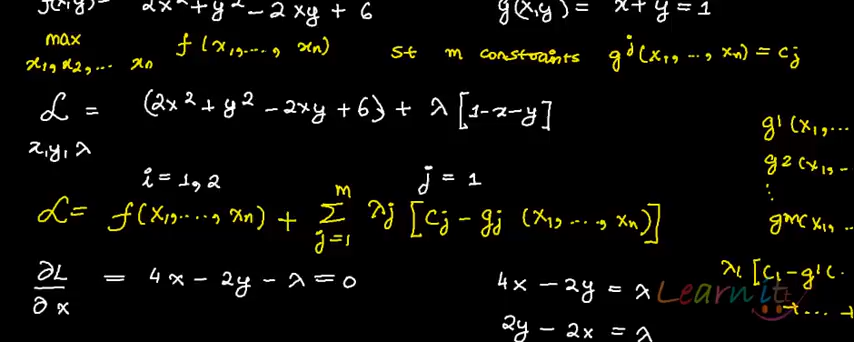 f(x,y) = 2x² + y² - 2xy + 6 g(x,y) = x + y = 1
max f(x₁,..., xₙ) st m constraints gʲ(x₁, ..., xₙ) = cⱼ
x₁, x₂, ... xₙ
ℒ = (2x² + y² - 2xy + 6) + λ [1-x-y]
x, y, λ
g¹(x₁, ...
g²(x₁, ..
⋮
gᵐ(x₁, ..
i = 1, 2 j = 1
ℒ = f(x₁, ..., xₙ) + Σ_{j=1}^{m} λj [cj - gj (x₁, ..., xₙ)]
∂L/∂x = 4x - 2y - λ = 0
4x - 2y = λ
2y - 2x = λ
λ₁ [c₁ - g¹(.
+ ... +
Learnitt